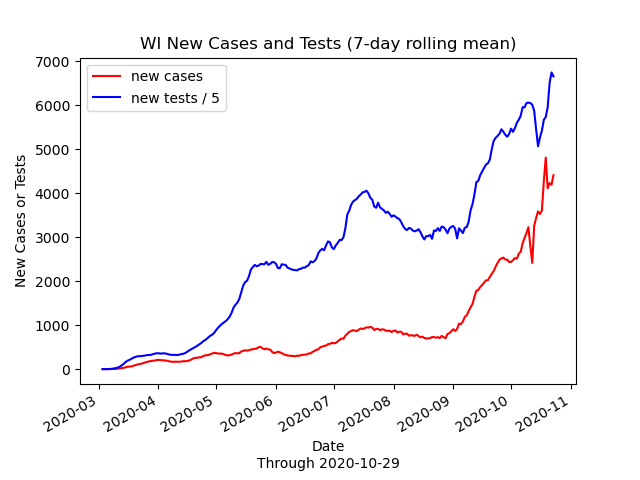 WI New Cases and Tests (7-day rolling mean)
new cases
new tests / 5
7000
6000
5000
4000
3000
2000
1000
0
New Cases or Tests
2020-03
2020-04
2020-05
2020-06
2020-07
2020-08
2020-09
2020-10
2020-11
Date
Through 2020-10-29